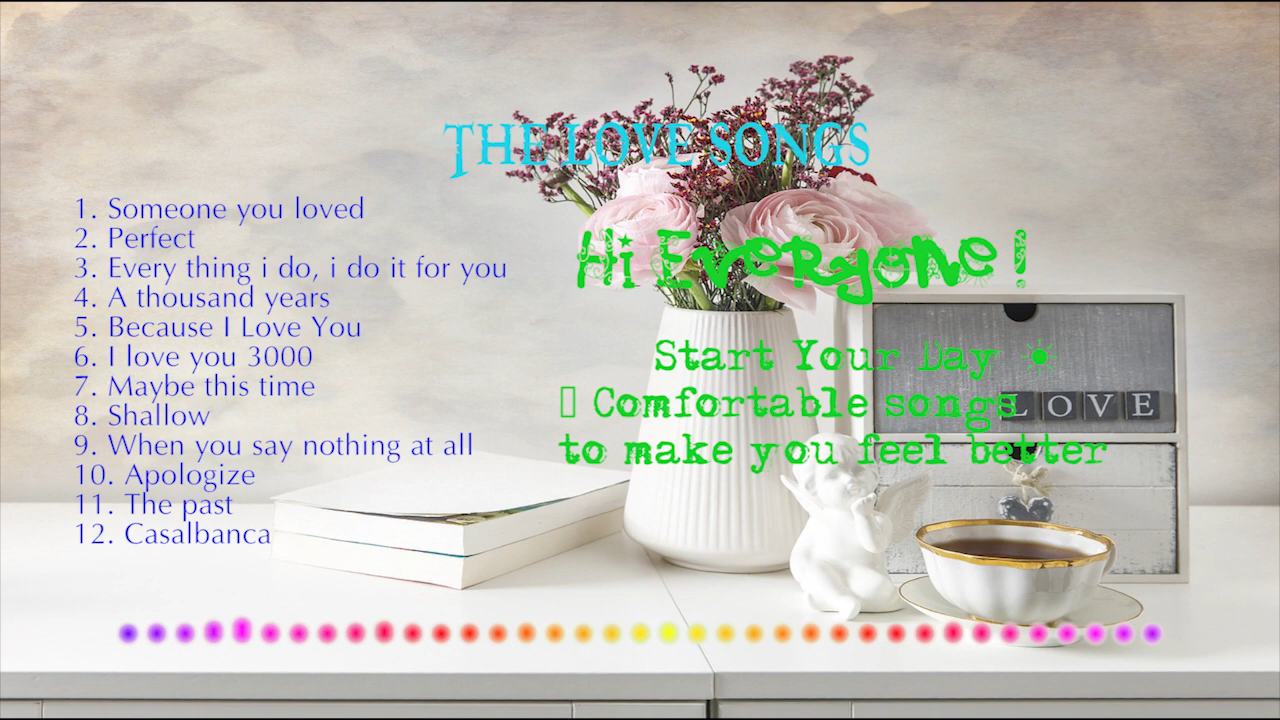 THE LOVE SONGS
1. Someone you loved
2. Perfect
3. Every thing i do, i do it for you
4. A thousand years
5. Because I Love You
6. I love you 3000
7. Maybe this time
8. Shallow
9. When you say nothing at all
10. Apologize
11. The past
12. Casalbanca
Hi Everyone !
Start Your Day ☀
Comfortable songs
to make you feel better
LOVE